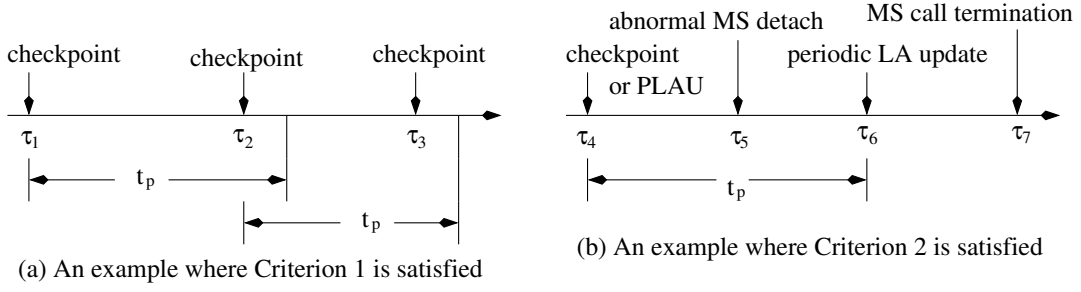 checkpoint
checkpoint
checkpoint
τ1
τ2
τ3
tp
tp
(a) An example where Criterion 1 is satisfied
abnormal MS detach
MS call termination
checkpoint
or PLAU
periodic LA update
τ4
τ5
τ6
τ7
tp
(b) An example where Criterion 2 is satisfied